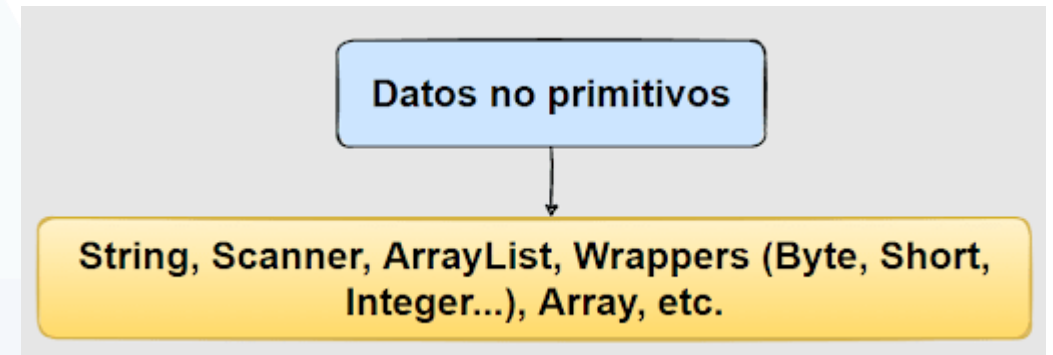 Datos no primitivos
String, Scanner, ArrayList, Wrappers (Byte, Short,
Integer...), Array, etc.